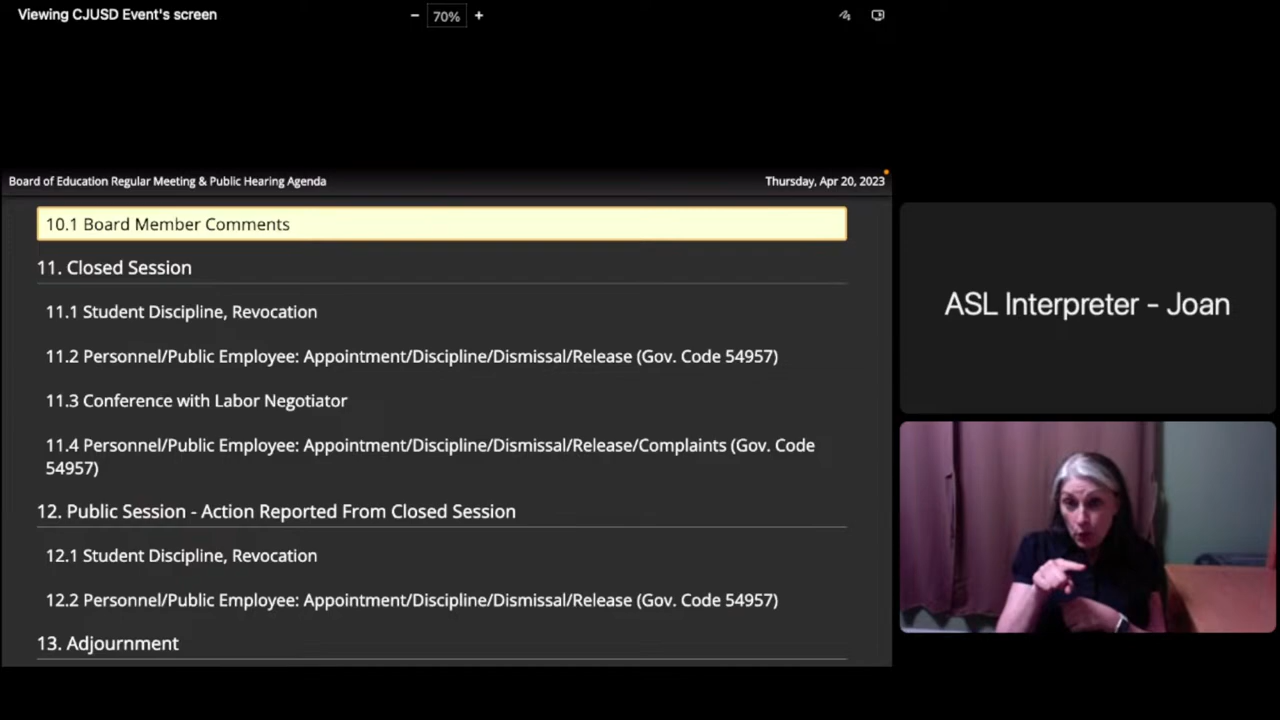 Viewing CJUSD Event's screen
− 70% +
Board of Education Regular Meeting & Public Hearing Agenda
Thursday, Apr 20, 2023
10.1 Board Member Comments
11. Closed Session
11.1 Student Discipline, Revocation
11.2 Personnel/Public Employee: Appointment/Discipline/Dismissal/Release (Gov. Code 54957)
11.3 Conference with Labor Negotiator
11.4 Personnel/Public Employee: Appointment/Discipline/Dismissal/Release/Complaints (Gov. Code
54957)
12. Public Session - Action Reported From Closed Session
12.1 Student Discipline, Revocation
12.2 Personnel/Public Employee: Appointment/Discipline/Dismissal/Release (Gov. Code 54957)
13. Adjournment
ASL Interpreter - Joan